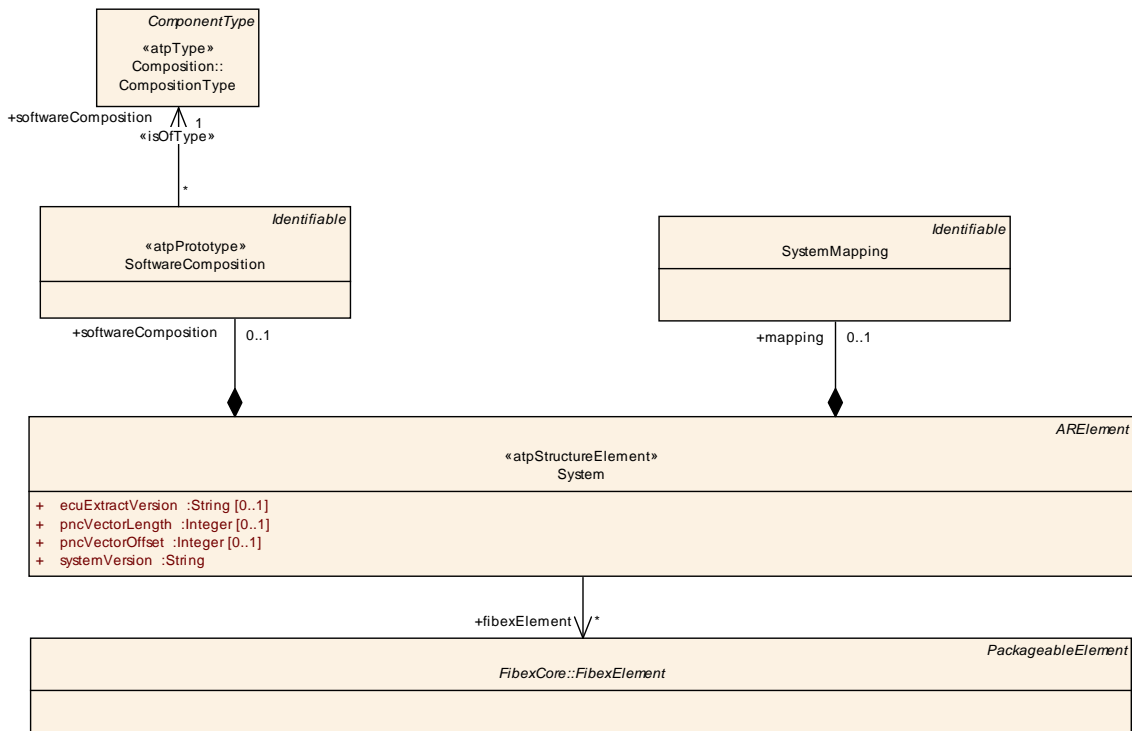 ComponentType
«atpType»
Composition::
CompositionType
+softwareComposition
1
«isOfType»
*
Identifiable
«atpPrototype»
SoftwareComposition
Identifiable
SystemMapping
+softwareComposition
0..1
+mapping
0..1
ARElement
«atpStructureElement»
System
+ ecuExtractVersion :String [0..1]
+ pncVectorLength :Integer [0..1]
+ pncVectorOffset :Integer [0..1]
+ systemVersion :String
+fibexElement
*
PackageableElement
FibexCore::FibexElement